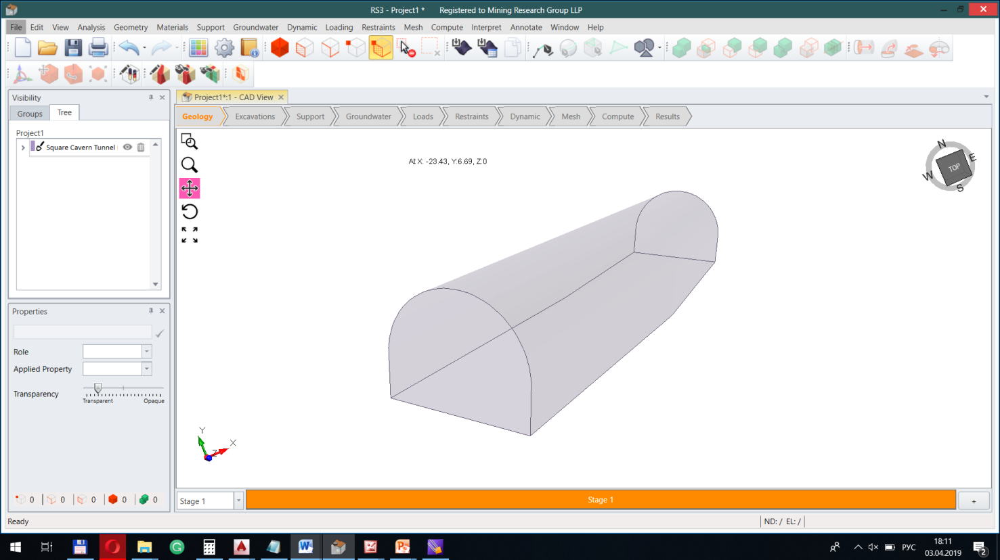 RS3 - Project1 * Registered to Mining Research Group LLP
File Edit View Analysis Geometry Materials Support Groundwater Dynamic Loading Restraints Mesh Compute Interpret Annotate Window Help
Visibility
Groups Tree
Project1
Square Cavern Tunnel
Project1*:1 - CAD View
Geology Excavations Support Groundwater Loads Restraints Dynamic Mesh Compute Results
At X: -23.43, Y:6.69, Z:0
N
E
W
S
TOP
Properties
Role
Applied Property
Transparency
Transparent Opaque
0 0 0 0 0
Y
X
Z
Stage 1
Stage 1
+
Ready
ND: / EL: /
РУС
18:11
03.04.2019
2